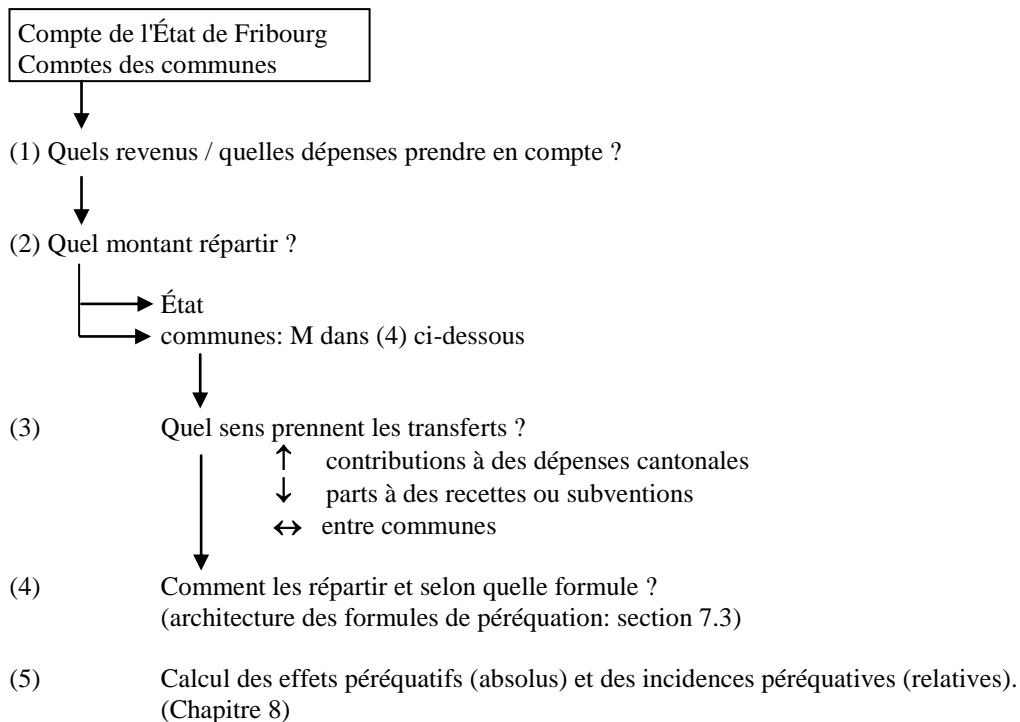 Compte de l'État de Fribourg
Comptes des communes
(1) Quels revenus / quelles dépenses prendre en compte ?
(2) Quel montant répartir ?
État
communes: M dans (4) ci-dessous
(3) Quel sens prennent les transferts ?
↑ contributions à des dépenses cantonales
↓ parts à des recettes ou subventions
↔ entre communes
(4) Comment les répartir et selon quelle formule ?
(architecture des formules de péréquation: section 7.3)
(5) Calcul des effets péréquatifs (absolus) et des incidences péréquatives (relatives).
(Chapitre 8)